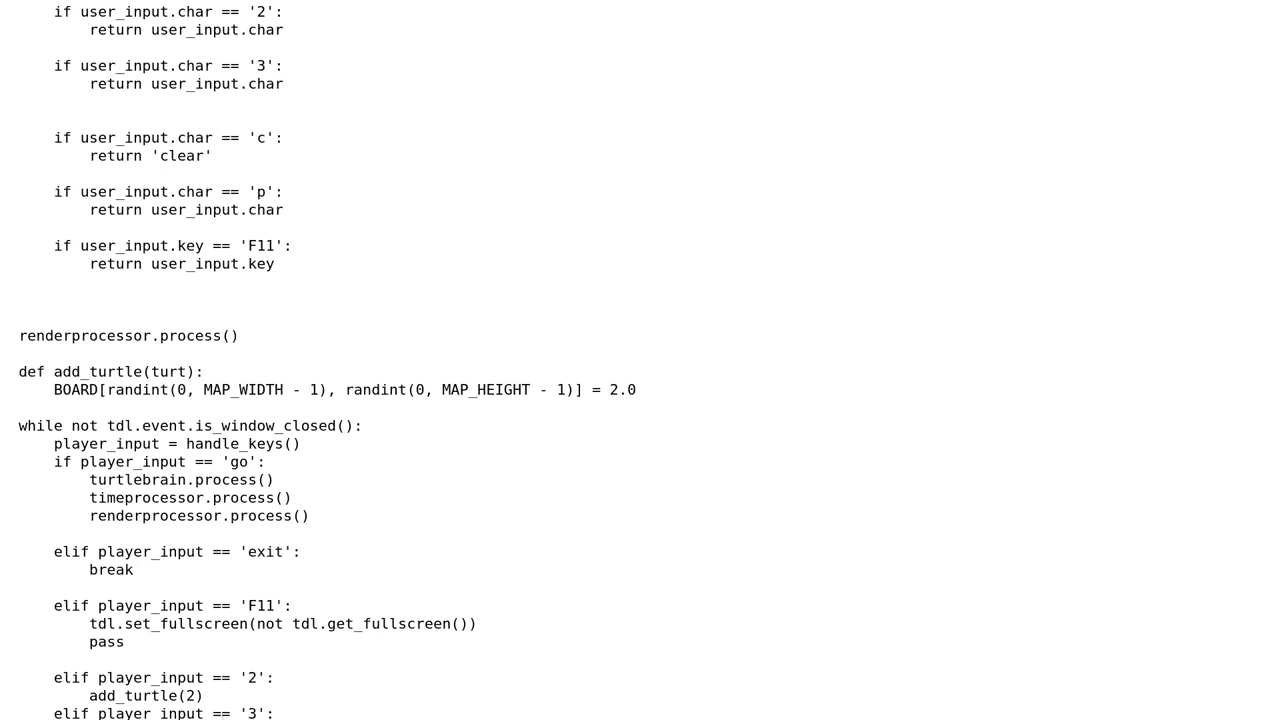 if user_input.char == '2':
        return user_input.char

    if user_input.char == '3':
        return user_input.char


    if user_input.char == 'c':
        return 'clear'

    if user_input.char == 'p':
        return user_input.char

    if user_input.key == 'F11':
        return user_input.key



renderprocessor.process()

def add_turtle(turt):
    BOARD[randint(0, MAP_WIDTH - 1), randint(0, MAP_HEIGHT - 1)] = 2.0

while not tdl.event.is_window_closed():
    player_input = handle_keys()
    if player_input == 'go':
        turtlebrain.process()
        timeprocessor.process()
        renderprocessor.process()

    elif player_input == 'exit':
        break

    elif player_input == 'F11':
        tdl.set_fullscreen(not tdl.get_fullscreen())
        pass

    elif player_input == '2':
        add_turtle(2)
    elif player_input == '3':